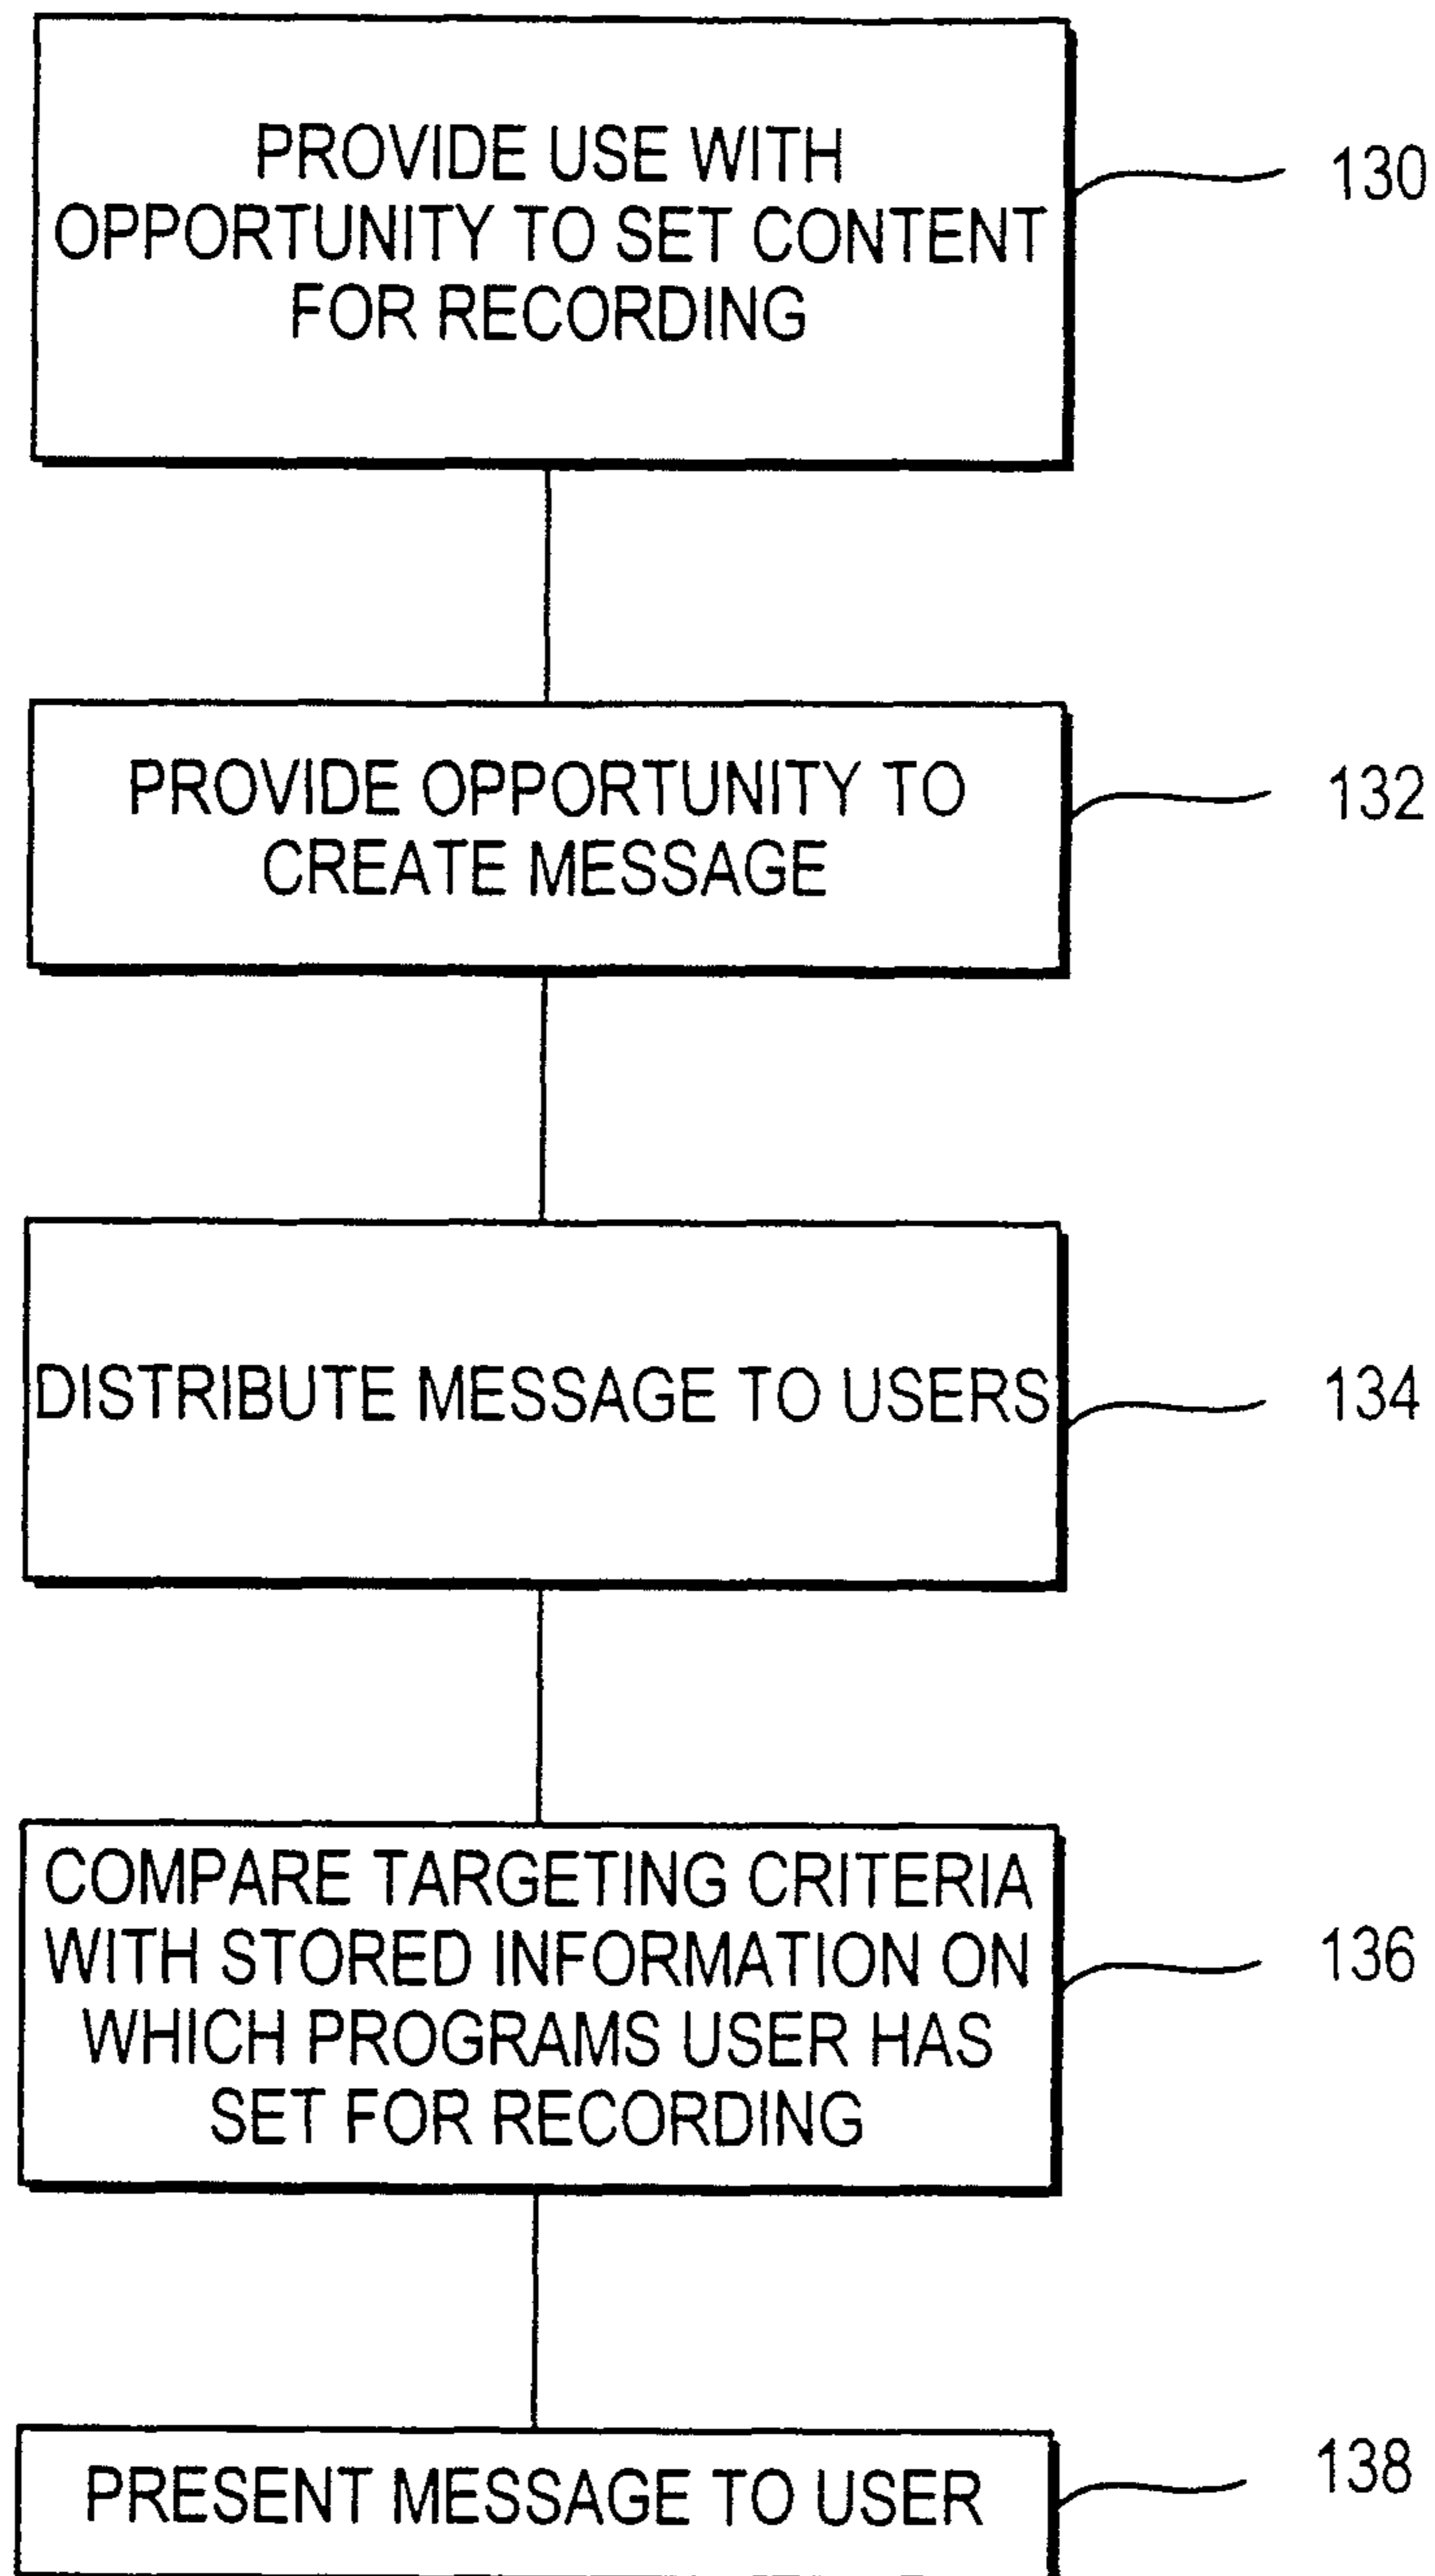 PROVIDE USE WITH
OPPORTUNITY TO SET CONTENT
FOR RECORDING
130
PROVIDE OPPORTUNITY TO
CREATE MESSAGE
132
DISTRIBUTE MESSAGE TO USERS
134
COMPARE TARGETING CRITERIA
WITH STORED INFORMATION ON
WHICH PROGRAMS USER HAS
SET FOR RECORDING
136
PRESENT MESSAGE TO USER
138